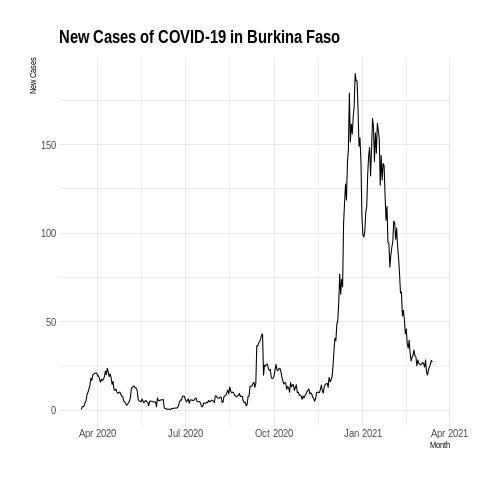 New Cases of COVID-19 in Burkina Faso
New Cases
150
100
50
0
Apr 2020
Jul 2020
Oct 2020
Jan 2021
Apr 2021
Month